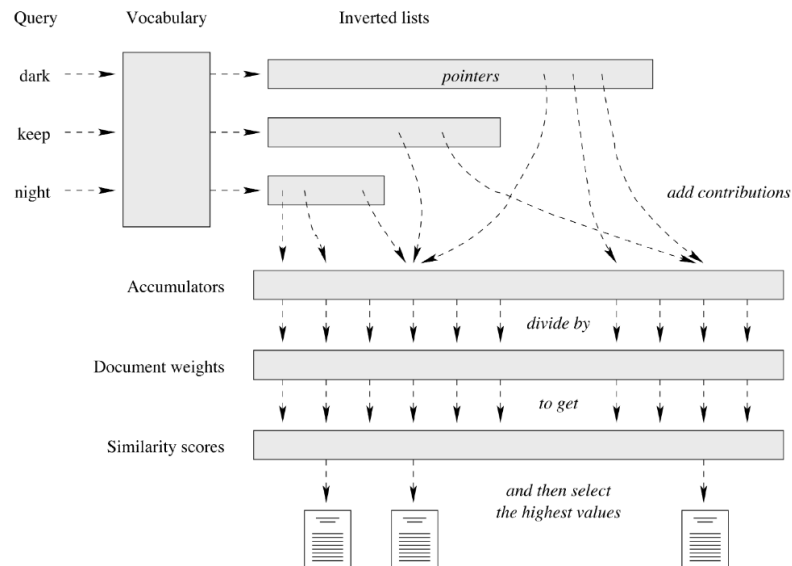 Query Vocabulary Inverted lists
dark
pointers
keep
night
add contributions
Accumulators
divide by
Document weights
to get
Similarity scores
and then select
the highest values